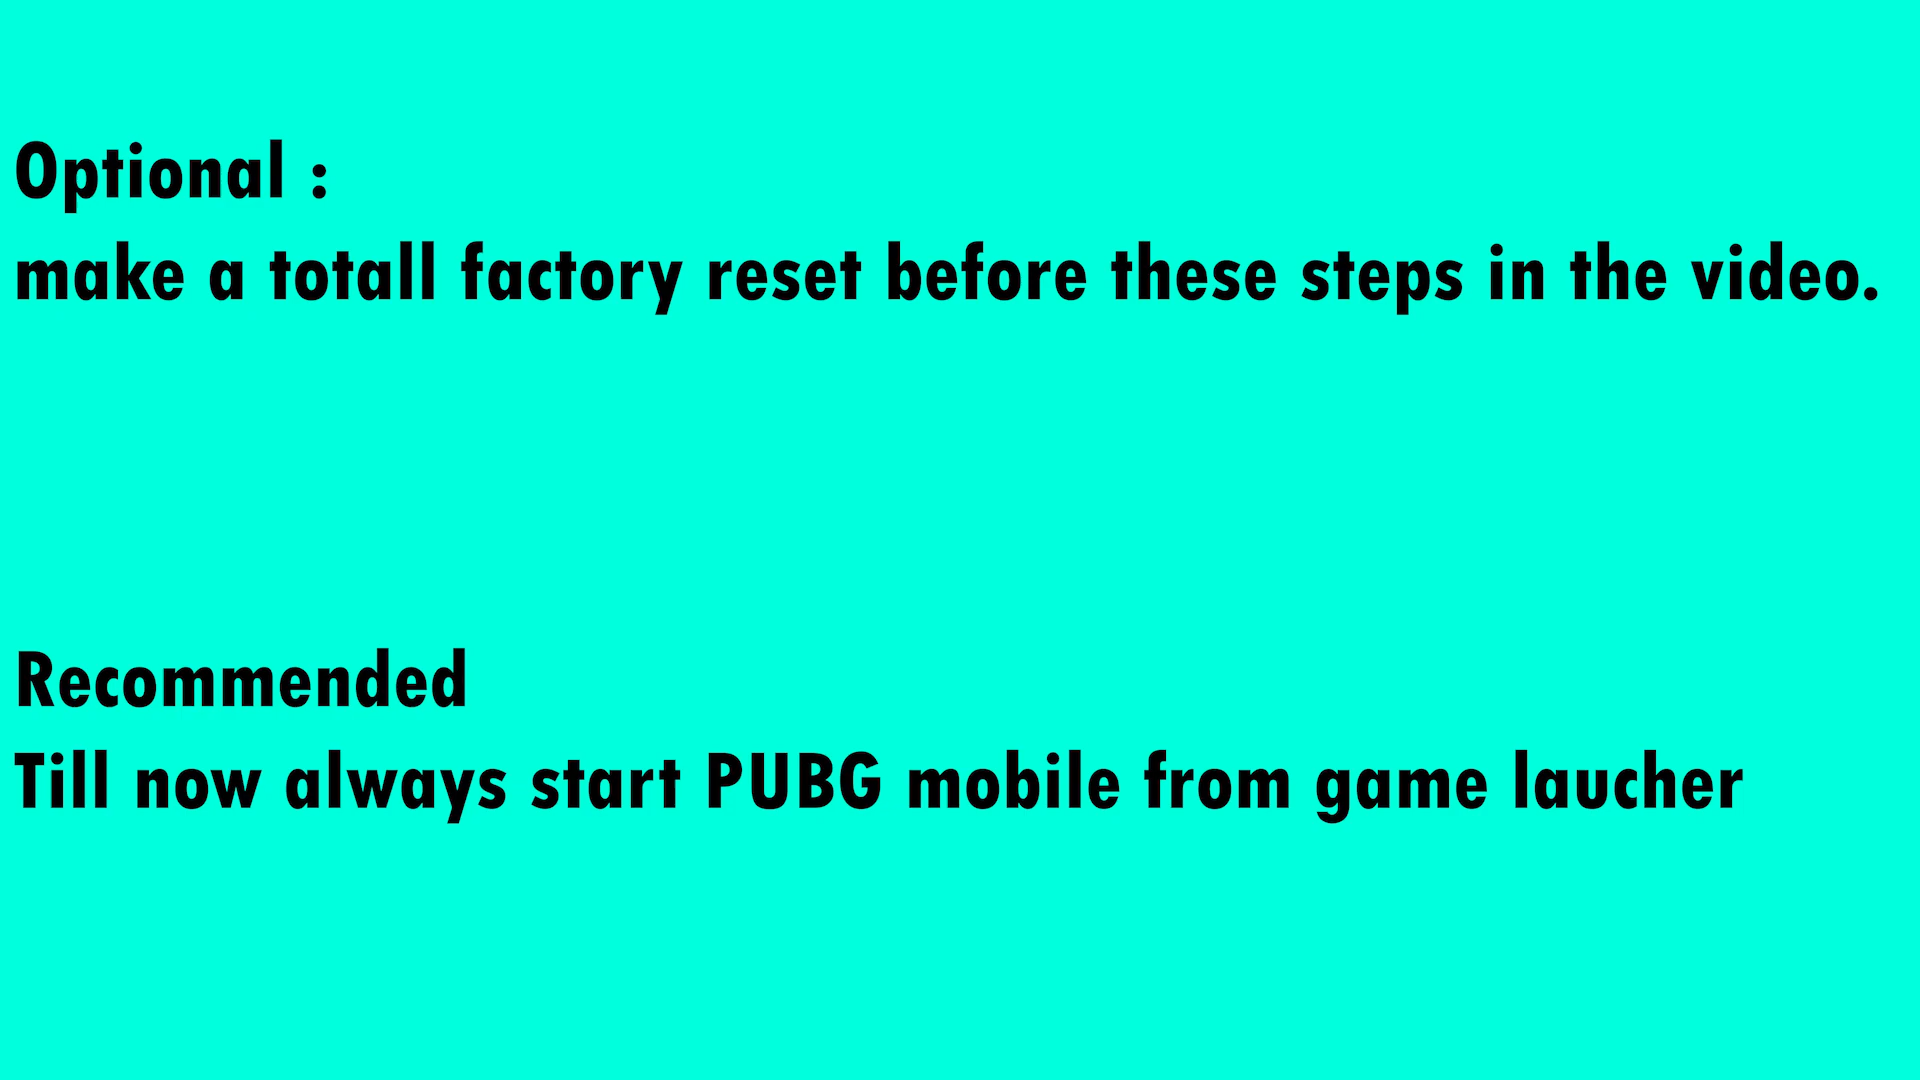 Optional :
make a totall factory reset before these steps in the video.
Recommended
Till now always start PUBG mobile from game laucher